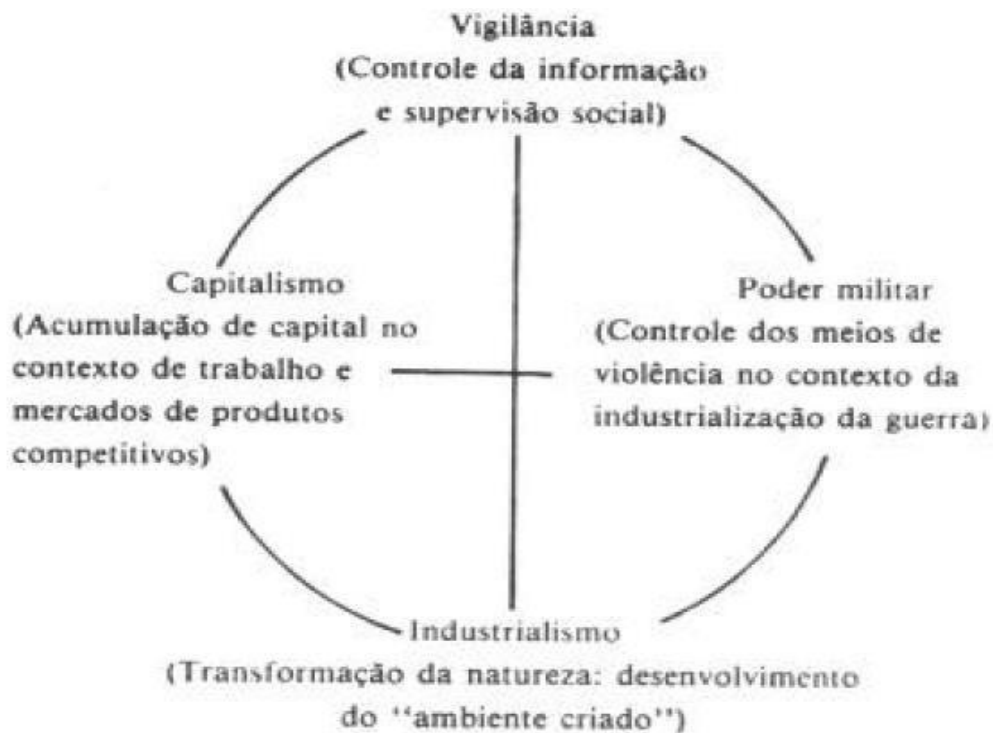 Vigilância
(Controle da informação
e supervisão social)
Capitalismo
(Acumulação de capital no
contexto de trabalho e
mercados de produtos
competitivos)
Poder militar
(Controle dos meios de
violência no contexto da
industrialização da guerra)
Industrialismo
(Transformação da natureza: desenvolvimento
do “ambiente criado”)